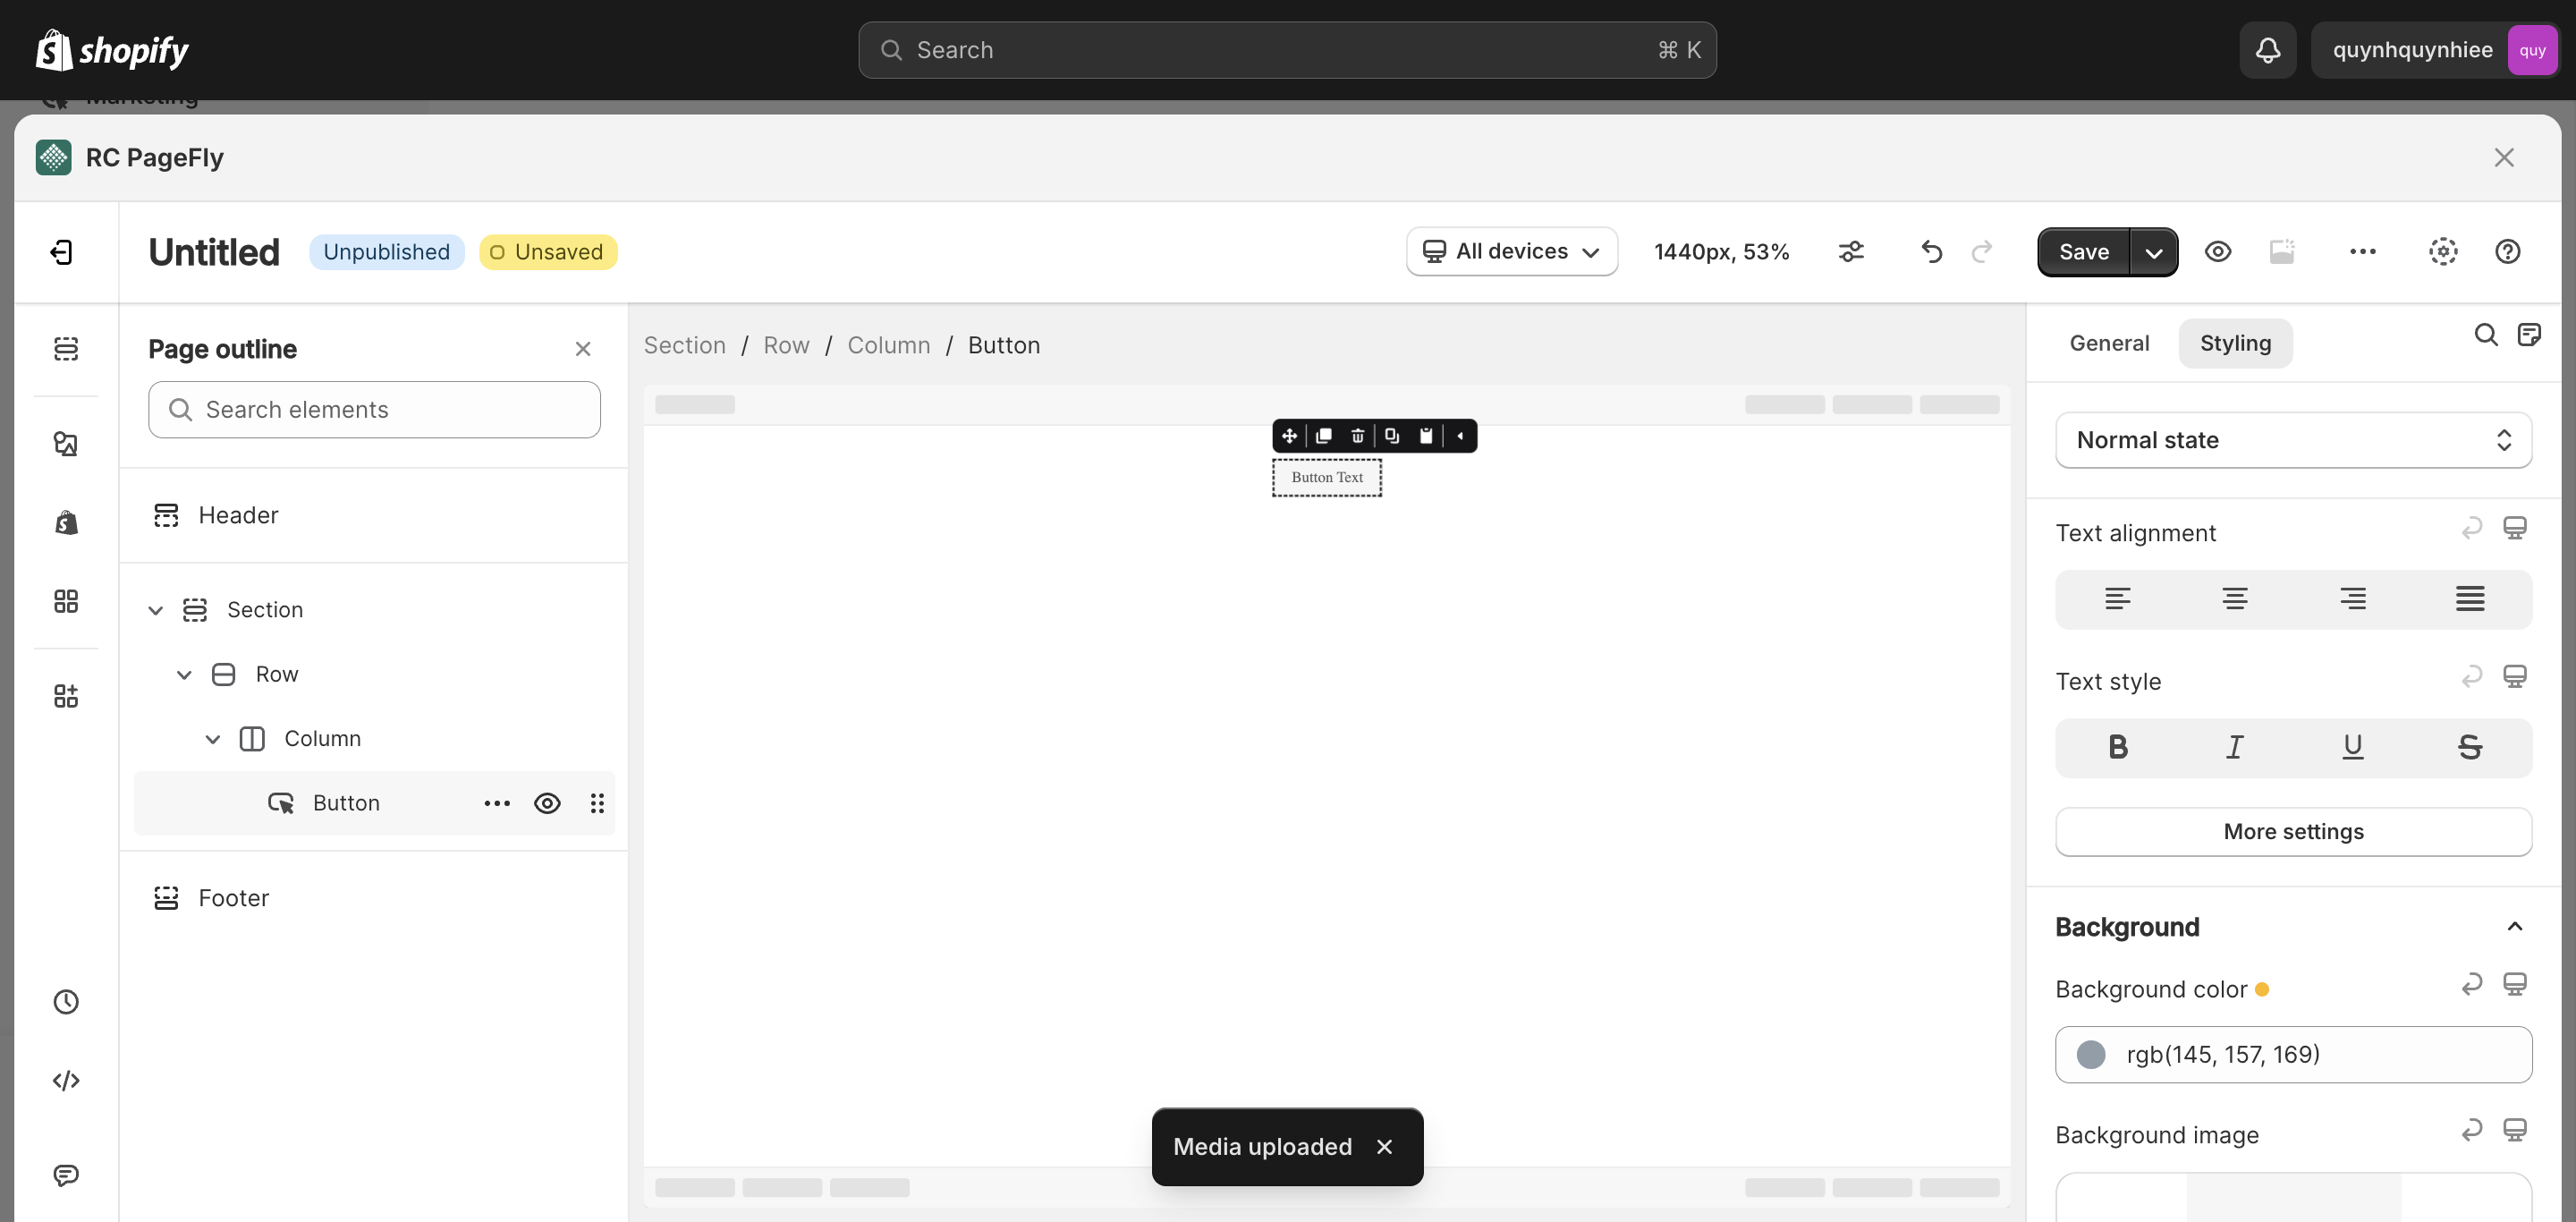 shopify
Search
⌘ K
quynhquynhiee
quy
Marketing
RC PageFly
Untitled
Unpublished
Unsaved
All devices
1440px, 53%
Save
Page outline
Search elements
Header
Section
Row
Column
Button
Footer
Section / Row / Column / Button
Button Text
Media uploaded
General
Styling
Normal state
Text alignment
Text style
B I U S
More settings
Background
Background color
rgb(145, 157, 169)
Background image